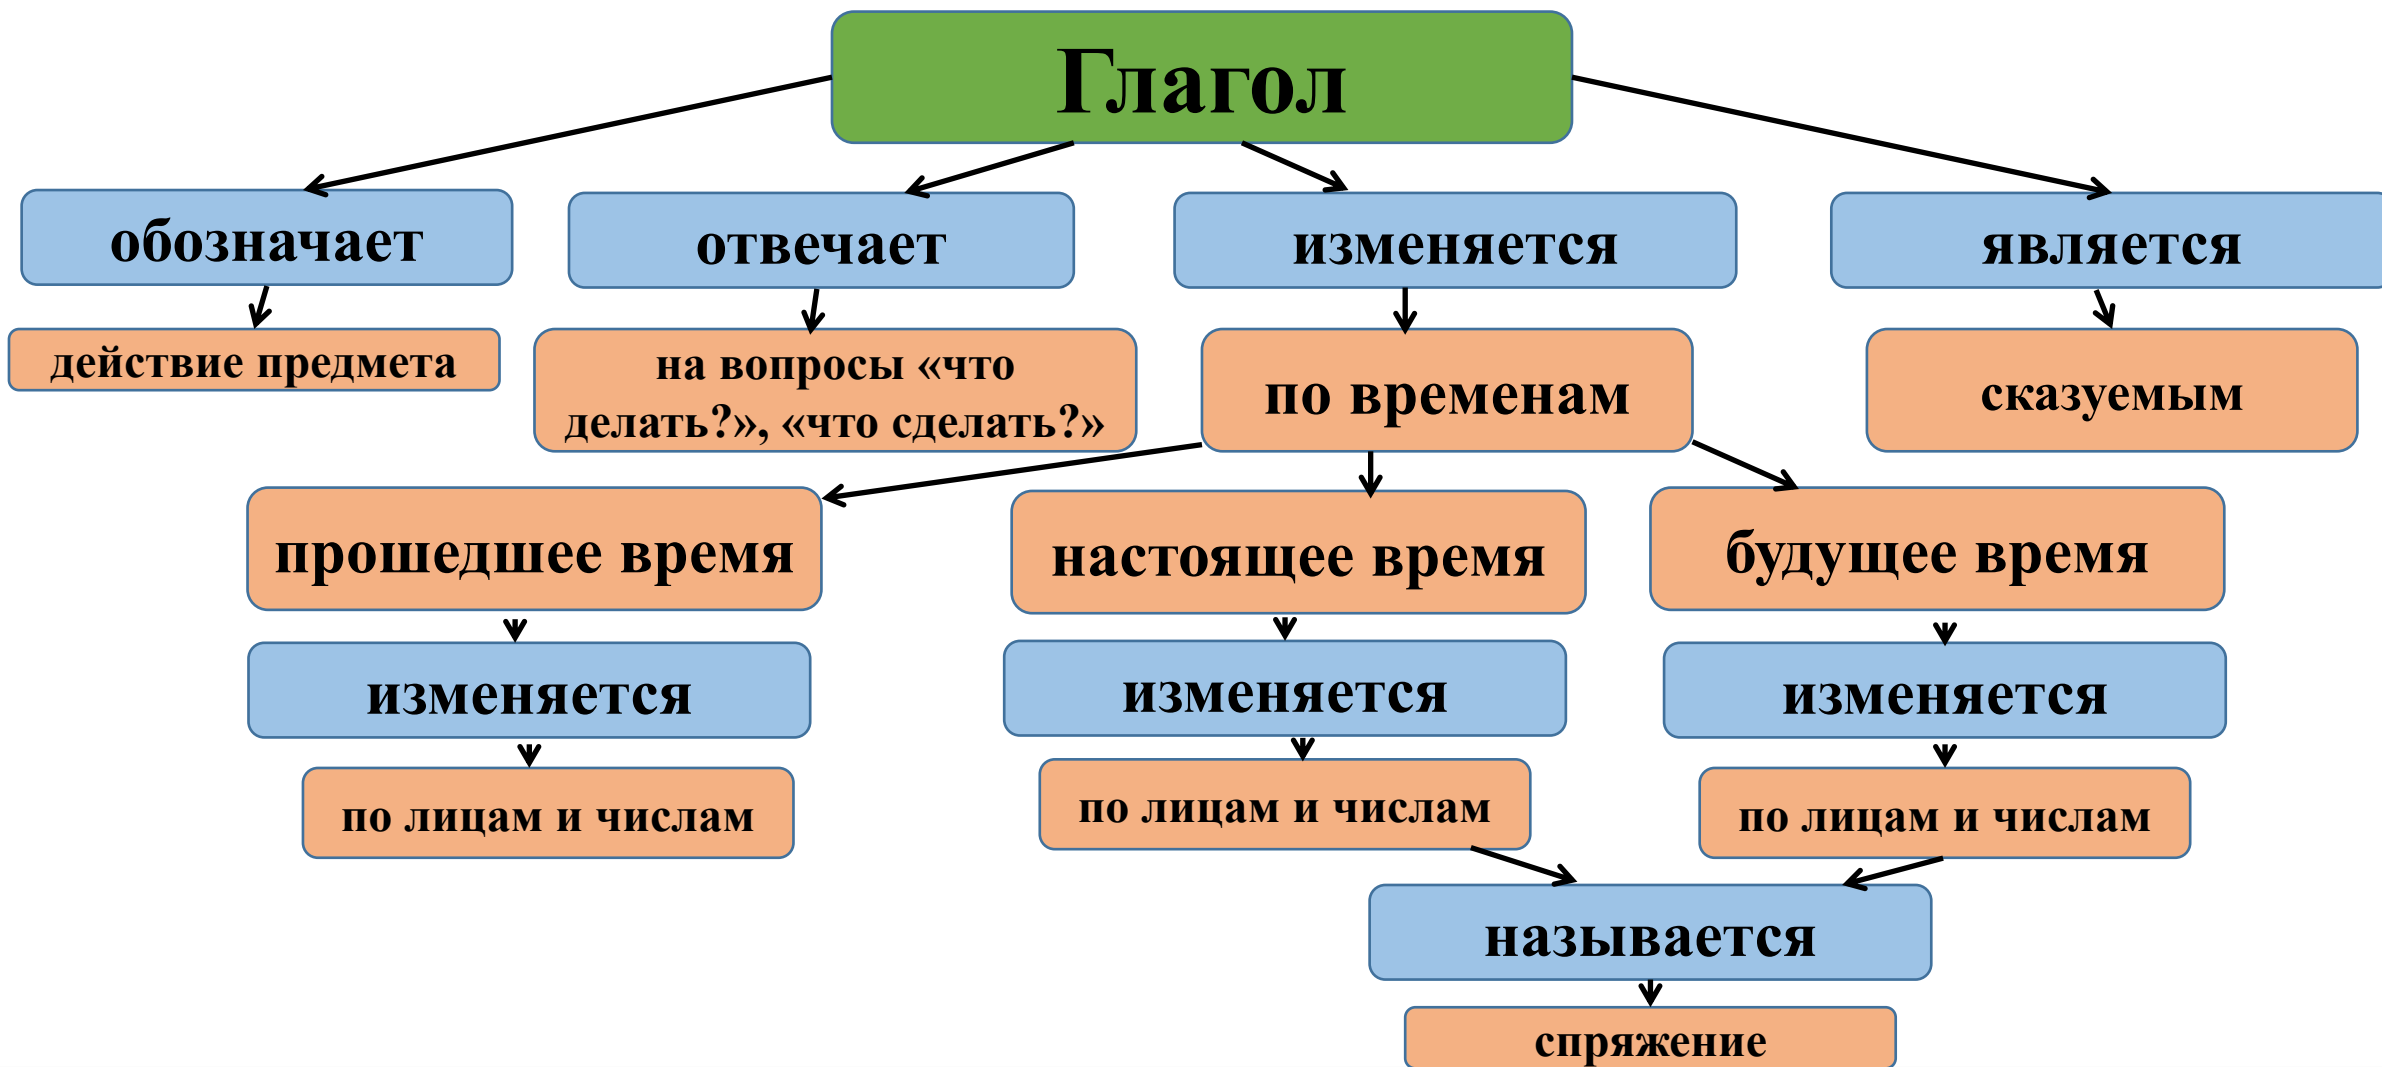 Глагол
обозначает
отвечает
изменяется
является
действие предмета
на вопросы «что
делать?», «что сделать?»
по временам
сказуемым
прошедшее время
настоящее время
будущее время
изменяется
изменяется
изменяется
по лицам и числам
по лицам и числам
по лицам и числам
называется
спряжение